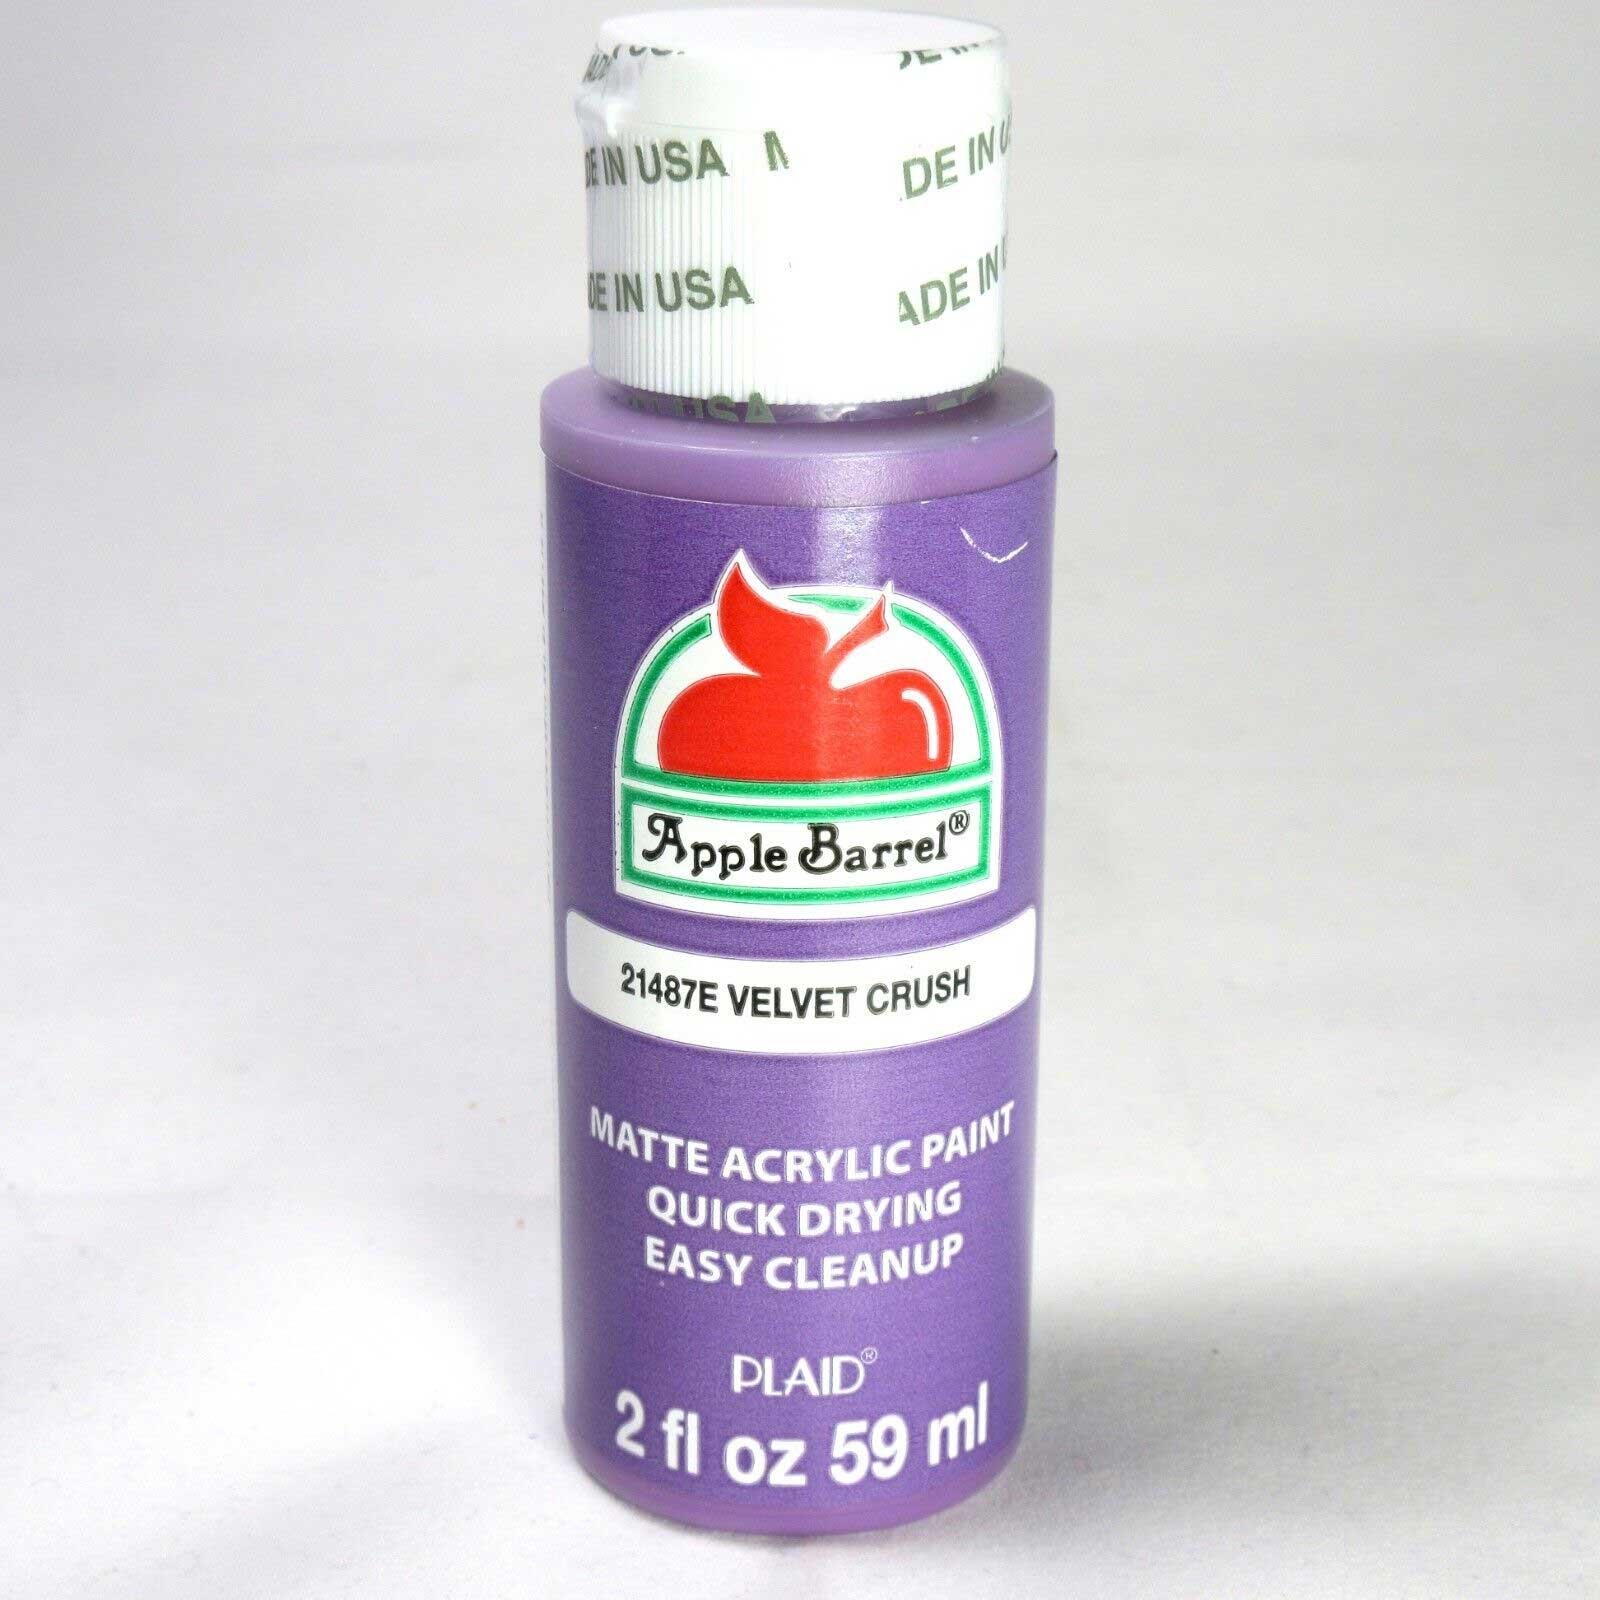 DE IN USA
DE IN
DE IN USA
ADE IN
USA
Apple Barrel®
21487E VELVET CRUSH
MATTE ACRYLIC PAINT
QUICK DRYING
EASY CLEANUP
PLAID®
2 fl oz 59 ml